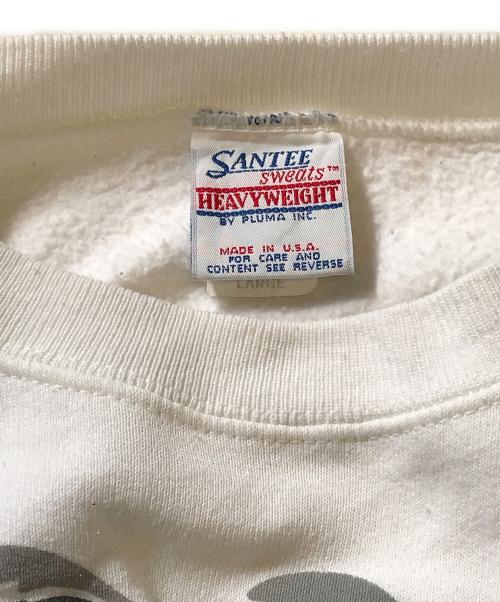 SANTEE
sweats™
HEAVYWEIGHT
BY PLUMA INC.
MADE IN U.S.A.
FOR CARE AND
CONTENT SEE REVERSE
LARGE